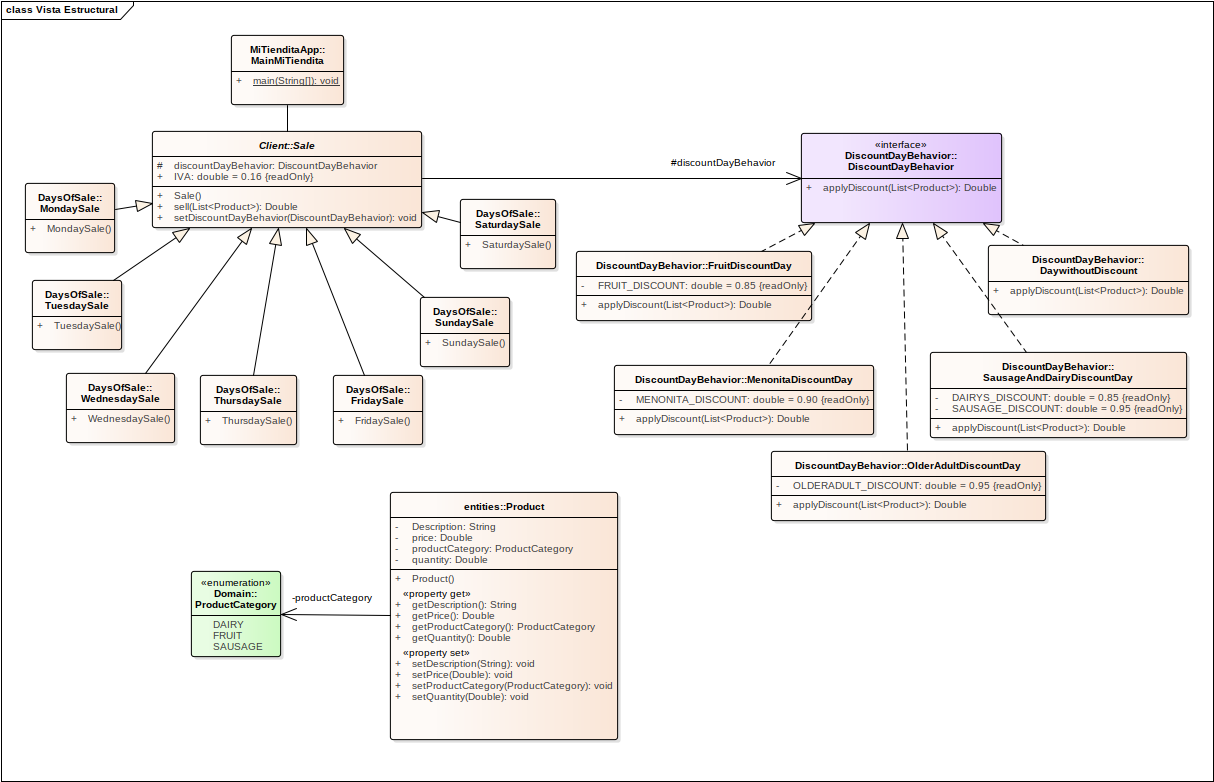 class Vista Estructural
MiTienditaApp::
MainMiTiendita
+ main(String[]): void
Client::Sale
# discountDayBehavior: DiscountDayBehavior
+ IVA: double = 0.16 {readOnly}
+ Sale()
+ sell(List<Product>): Double
+ setDiscountDayBehavior(DiscountDayBehavior): void
#discountDayBehavior
«interface»
DiscountDayBehavior::
DiscountDayBehavior
+ applyDiscount(List<Product>): Double
DaysOfSale::
MondaySale
+ MondaySale()
DaysOfSale::
SaturdaySale
+ SaturdaySale()
DaysOfSale::
TuesdaySale
+ TuesdaySale()
DaysOfSale::
SundaySale
+ SundaySale()
DaysOfSale::
WednesdaySale
+ WednesdaySale()
DaysOfSale::
ThursdaySale
+ ThursdaySale()
DaysOfSale::
FridaySale
+ FridaySale()
DiscountDayBehavior::FruitDiscountDay
- FRUIT_DISCOUNT: double = 0.85 {readOnly}
+ applyDiscount(List<Product>): Double
DiscountDayBehavior::
DaywithoutDiscount
+ applyDiscount(List<Product>): Double
DiscountDayBehavior::MenonitaDiscountDay
- MENONITA_DISCOUNT: double = 0.90 {readOnly}
+ applyDiscount(List<Product>): Double
DiscountDayBehavior::
SausageAndDairyDiscountDay
- DAIRYS_DISCOUNT: double = 0.85 {readOnly}
- SAUSAGE_DISCOUNT: double = 0.95 {readOnly}
+ applyDiscount(List<Product>): Double
DiscountDayBehavior::OlderAdultDiscountDay
- OLDERADULT_DISCOUNT: double = 0.95 {readOnly}
+ applyDiscount(List<Product>): Double
entities::Product
- Description: String
- price: Double
- productCategory: ProductCategory
- quantity: Double
+ Product()
«property get»
+ getDescription(): String
+ getPrice(): Double
+ getProductCategory(): ProductCategory
+ getQuantity(): Double
«property set»
+ setDescription(String): void
+ setPrice(Double): void
+ setProductCategory(ProductCategory): void
+ setQuantity(Double): void
-productCategory
«enumeration»
Domain::
ProductCategory
DAIRY
FRUIT
SAUSAGE